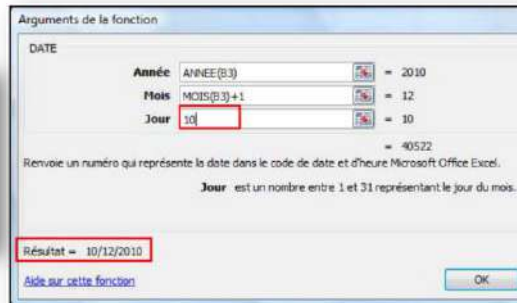 Arguments de la fonction
DATE
Année ANNEE(B3) = 2010
Mois MOIS(B3)+1 = 12
Jour 10 = 10
= 40522
Renvoie un numéro qui représente la date dans le code de date et d'heure Microsoft Office Excel.
Jour est un nombre entre 1 et 31 représentant le jour du mois.
Résultat = 10/12/2010
Aide sur cette fonction
OK